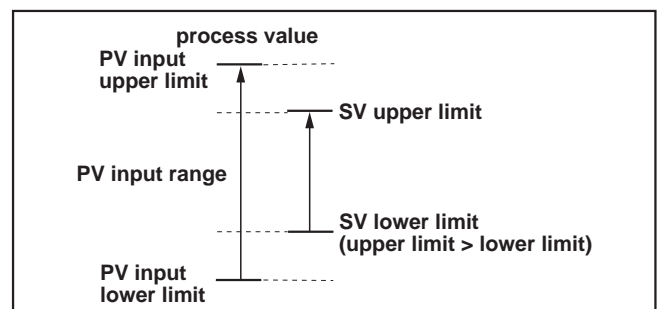 process value
PV input
upper limit
SV upper limit
PV input range
SV lower limit
(upper limit > lower limit)
PV input
lower limit